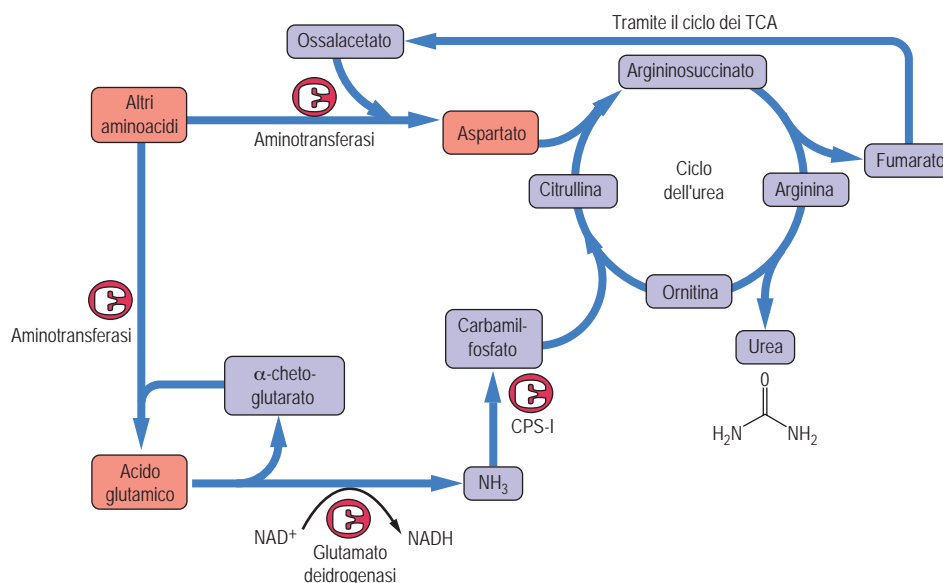 Tramite il ciclo dei TCA
Ossalacetato
Argininosuccinato
Altri
aminoacidi
Aminotransferasi
Aspartato
Fumarato
Citrullina
Ciclo
dell'urea
Arginina
Aminotransferasi
Ornitina
Carbamil-
fosfato
Urea
α-cheto-
glutarato
CPS-I
O
H₂N
NH₂
Acido
glutamico
NH₃
NAD⁺
NADH
Glutamato
deidrogenasi